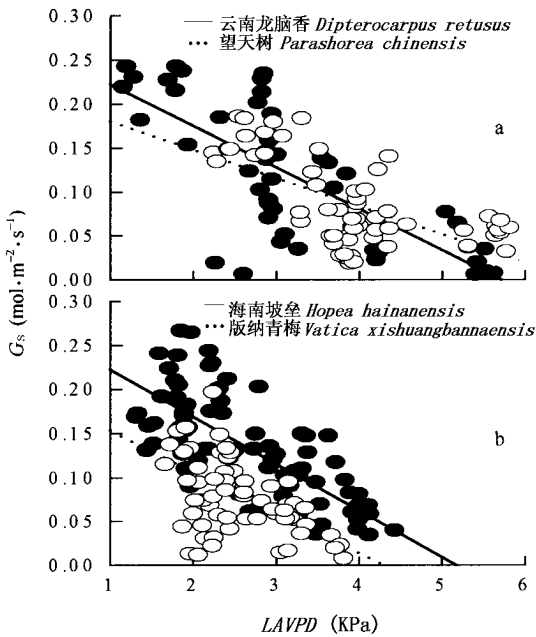 云南龙脑香 Dipterocarpus retusus
望天树 Parashorea chinensis
a
0.30
0.25
0.20
0.15
0.10
0.05
0.00
海南坡垒 Hopea hainanensis
版纳青梅 Vatica xishuangbannaensis
b
0.30
0.25
0.20
0.15
0.10
0.05
0.00
Gs (mol·m⁻²·s⁻¹)
1 2 3 4 5 6
LAVPD (KPa)